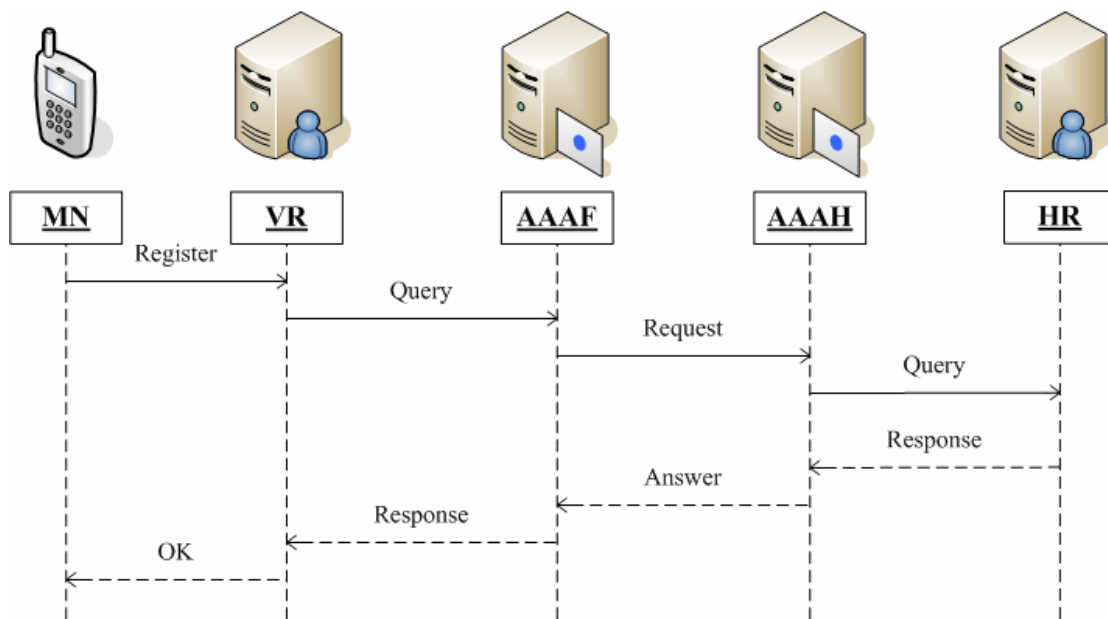 MN
VR
AAAF
AAAH
HR
Register
Query
Request
Query
Response
Answer
Response
OK